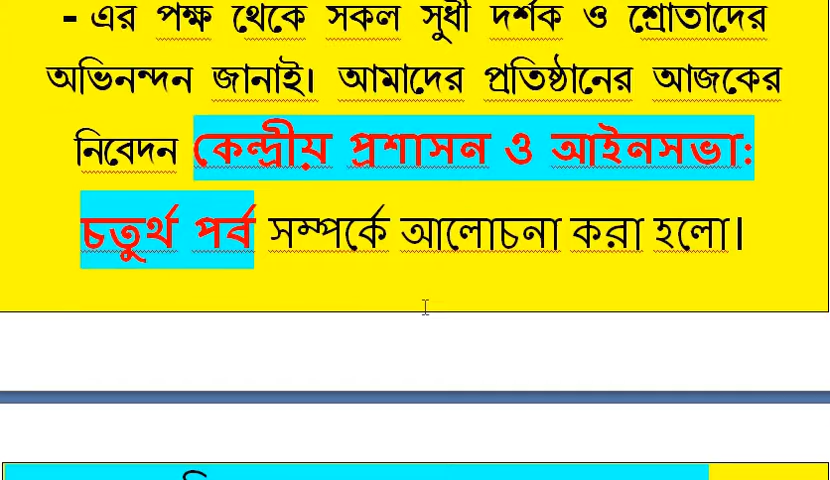 - এর পক্ষ থেকে সকল সুধী দর্শক ও শ্রোতাদের
অভিনন্দন জানাই। আমাদের প্রতিষ্ঠানের আজকের
নিবেদন কেন্দ্রীয় প্রশাসন ও আইনসভা:
চতুর্থ পর্ব সম্পর্কে আলোচনা করা হলো।